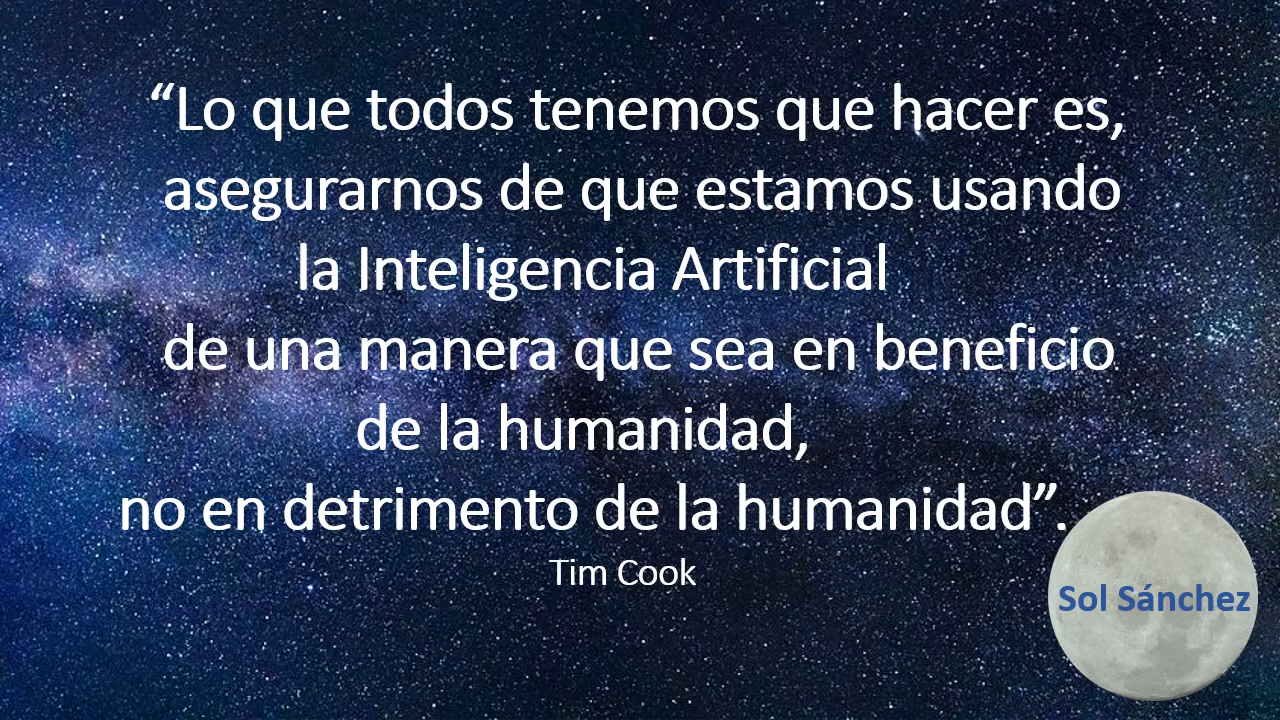 “Lo que todos tenemos que hacer es,
asegurarnos de que estamos usando
la Inteligencia Artificial
de una manera que sea en beneficio
de la humanidad,
no en detrimento de la humanidad”.
Tim Cook
Sol Sánchez